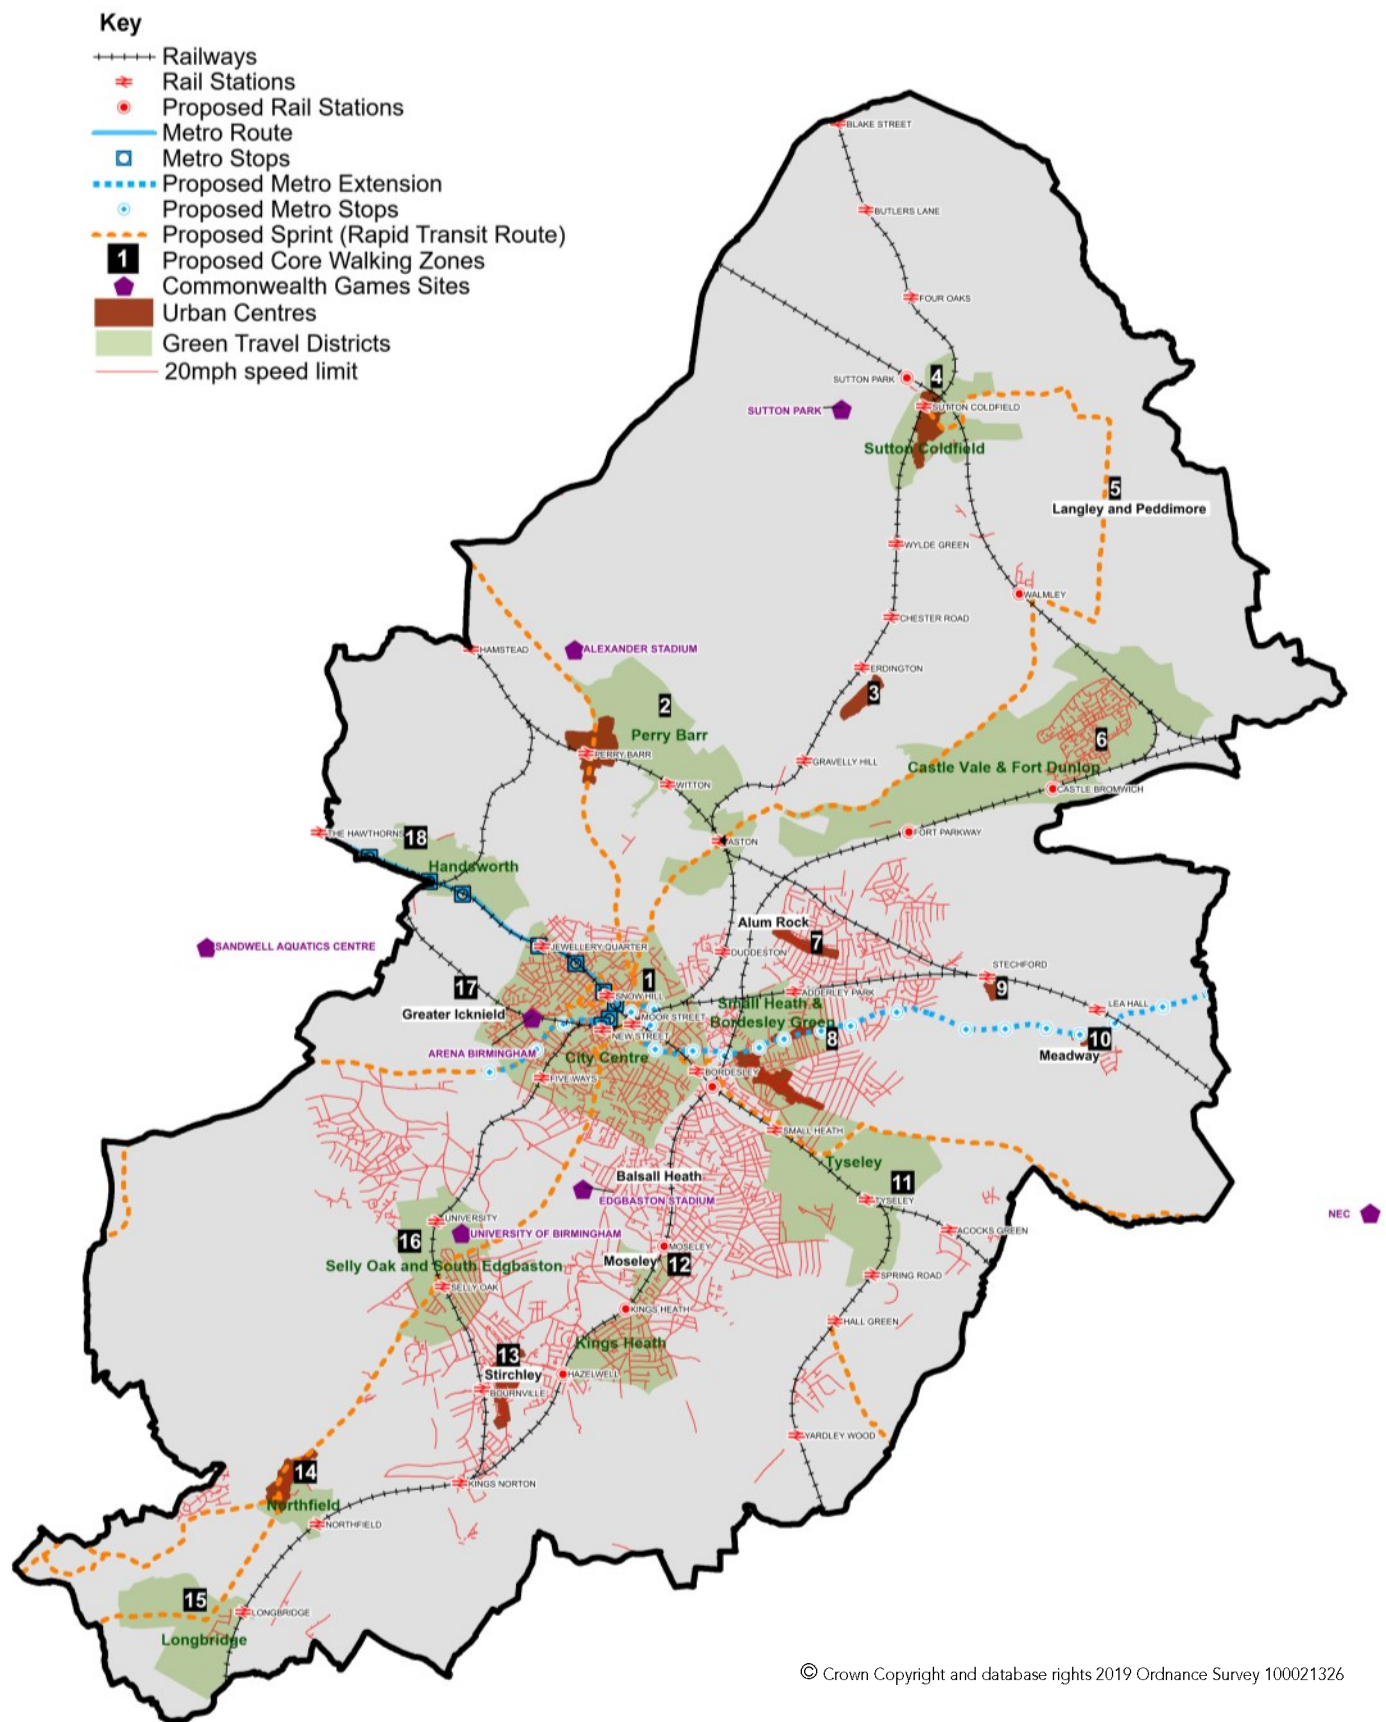 Key
Railways
Rail Stations
Proposed Rail Stations
Metro Route
Metro Stops
Proposed Metro Extension
Proposed Metro Stops
Proposed Sprint (Rapid Transit Route)
1 Proposed Core Walking Zones
Commonwealth Games Sites
Urban Centres
Green Travel Districts
20mph speed limit
BLAKE STREET
BUTLERS LANE
FOUR OAKS
SUTTON PARK
4
SUTTON PARK
SUTTON COLDFIELD
Sutton Coldfield
5
Langley and Peddimore
WYLDE GREEN
WALMLEY
CHESTER ROAD
HAMSTEAD
ALEXANDER STADIUM
ERDINGTON
3
2
Perry Barr
6
PERRY BARR
GRAVELLY HILL
Castle Vale & Fort Dunlop
WITTON
CASTLE BROMWICH
THE HAWTHORNS
18
FORT PARKWAY
ASTON
Handsworth
Alum Rock
7
SANDWELL AQUATICS CENTRE
JEWELLERY QUARTER
DUDDESTON
STECHFORD
17
1
9
SNOW HILL
ADDERLEY PARK
LEA HALL
Small Heath &
Greater Icknield
MOOR STREET
Bordesley Green
NEW STREET
8
10
ARENA BIRMINGHAM
City Centre
Meadway
FIVE WAYS
BORDESLEY
SMALL HEATH
Tyseley
Balsall Heath
11
EDGBASTON STADIUM
TYSELEY
NEC
UNIVERSITY
UNIVERSITY OF BIRMINGHAM
ACOCKS GREEN
16
MOSELEY
Selly Oak and South Edgbaston
Moseley
12
SPRING ROAD
SELLY OAK
KINGS HEATH
HALL GREEN
Kings Heath
13
Stirchley
HAZELWELL
BOURNVILLE
YARDLEY WOOD
14
KINGS NORTON
Northfield
NORTHFIELD
15
LONGBRIDGE
Longbridge
© Crown Copyright and database rights 2019 Ordnance Survey 100021326